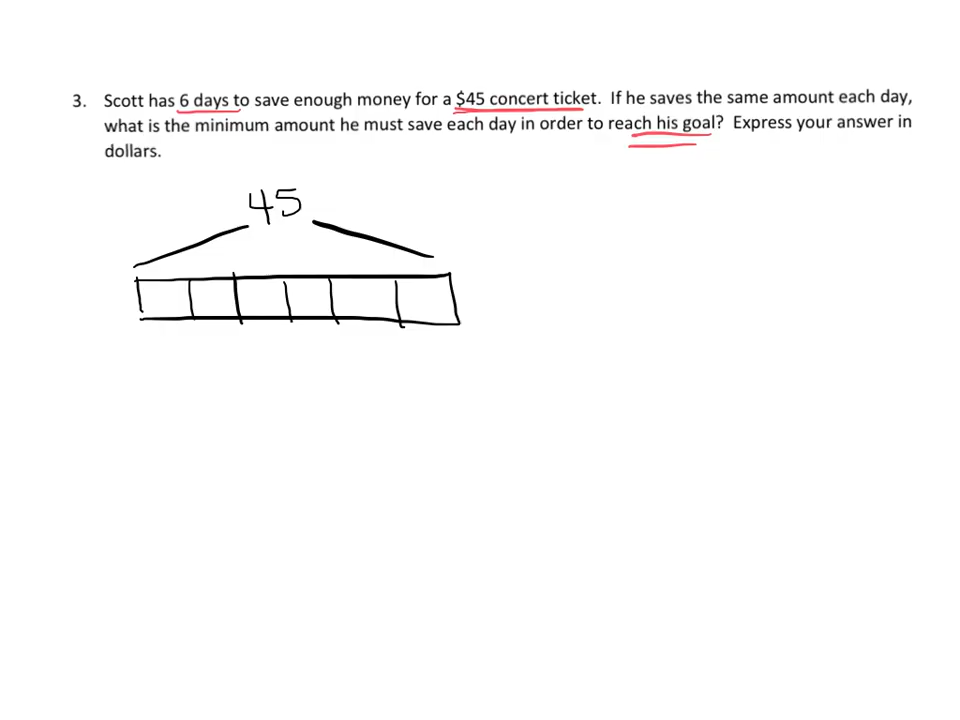 3. Scott has 6 days to save enough money for a $45 concert ticket. If he saves the same amount each day,
what is the minimum amount he must save each day in order to reach his goal? Express your answer in
dollars.
45